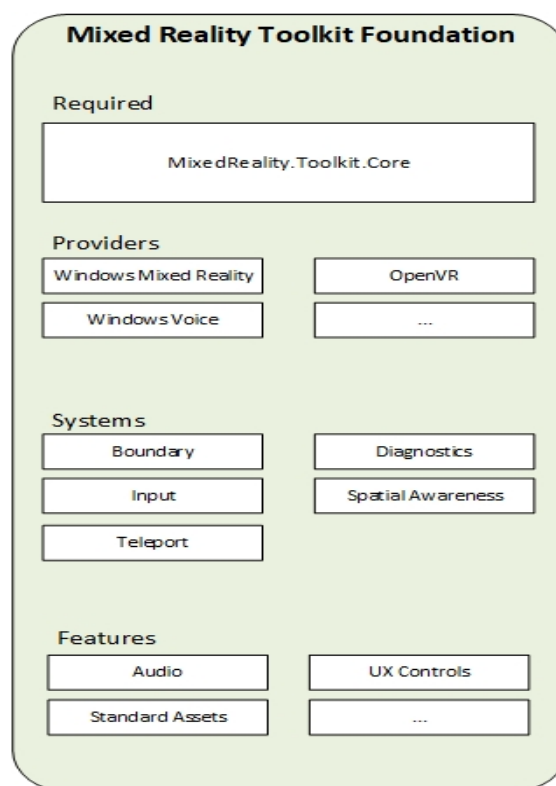 Mixed Reality Toolkit Foundation
Required
MixedReality.Toolkit.Core
Providers
Windows Mixed Reality
OpenVR
Windows Voice
...
Systems
Boundary
Diagnostics
Input
Spatial Awareness
Teleport
Features
Audio
UX Controls
Standard Assets
...